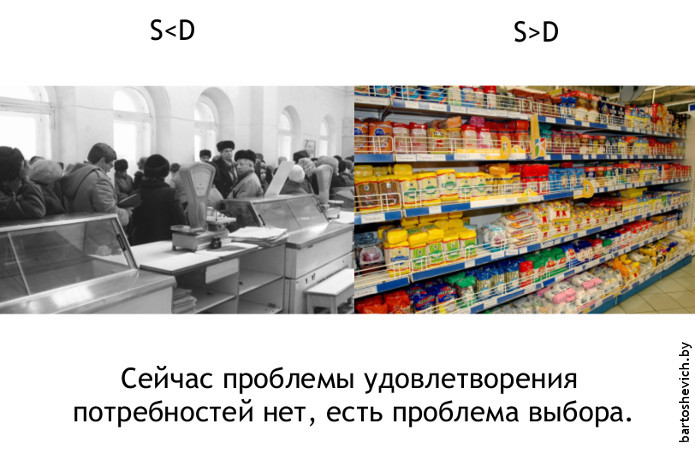 S<D
S>D
Сейчас проблемы удовлетворения
потребностей нет, есть проблема выбора.
bartoshevich.by